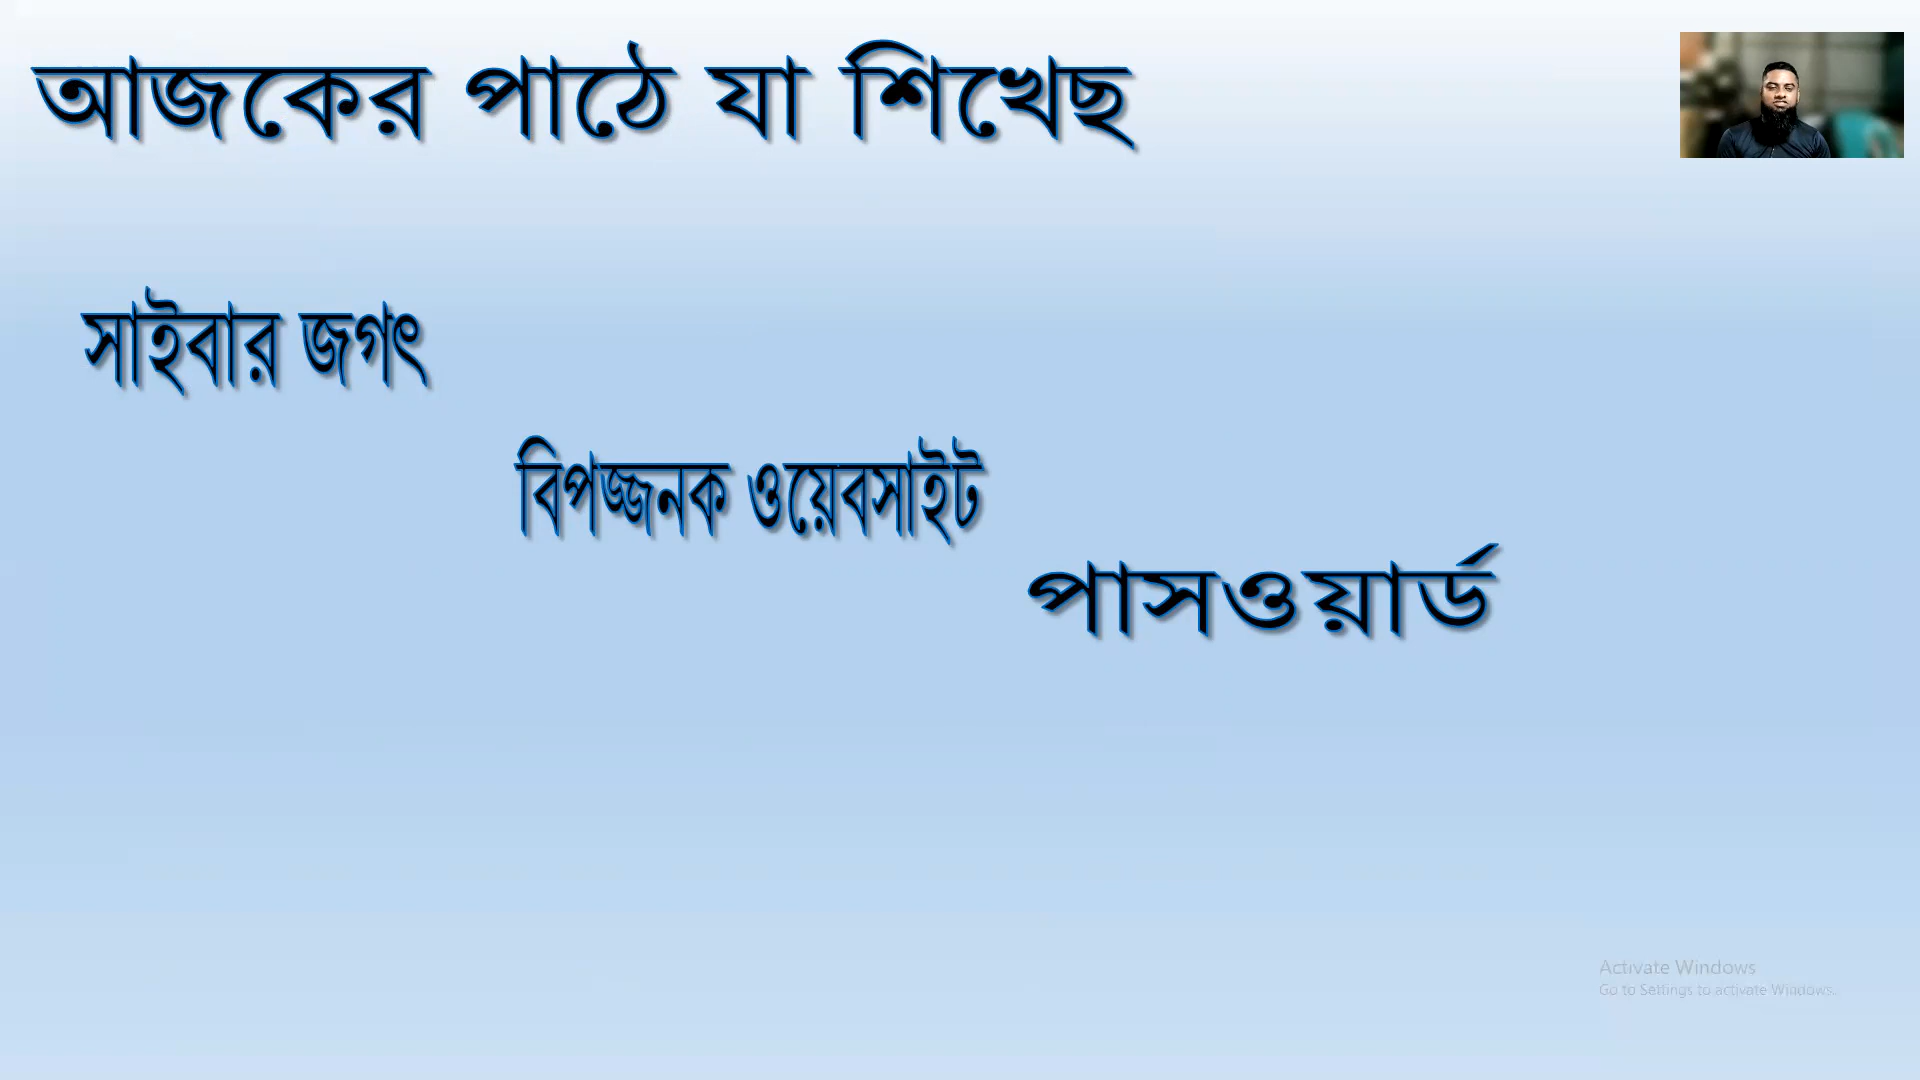 আজকের পাঠে যা শিখেছ
সাইবার জগৎ
বিপজ্জনক ওয়েবসাইট
পাসওয়ার্ড
Activate Windows
Go to Settings to activate Windows.